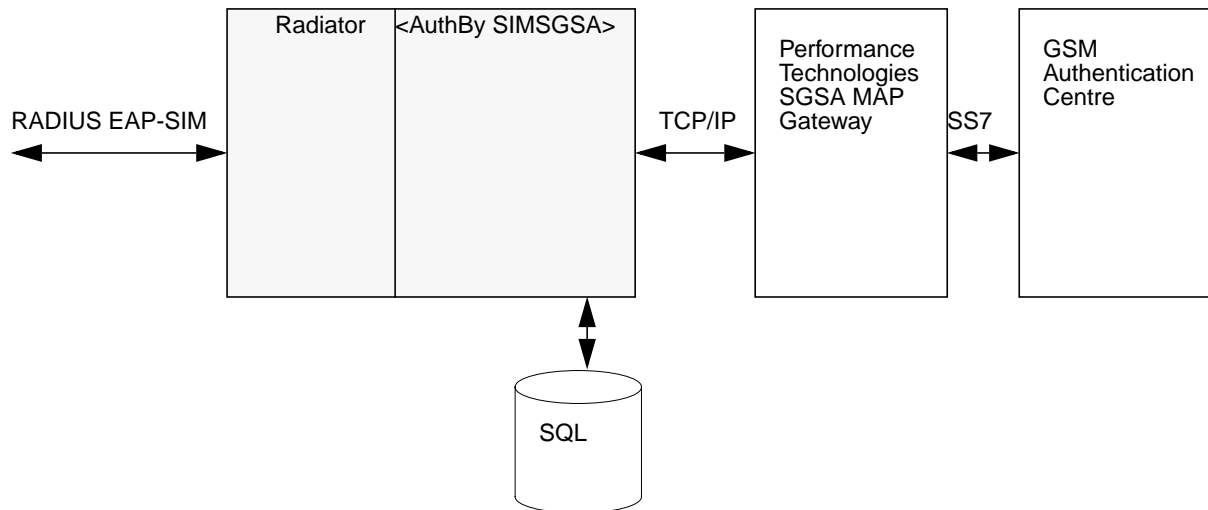 Radiator
<AuthBy SIMSGSA>
Performance
Technologies
SGSA MAP
Gateway
GSM
Authentication
Centre
RADIUS EAP-SIM
TCP/IP
SS7
SQL